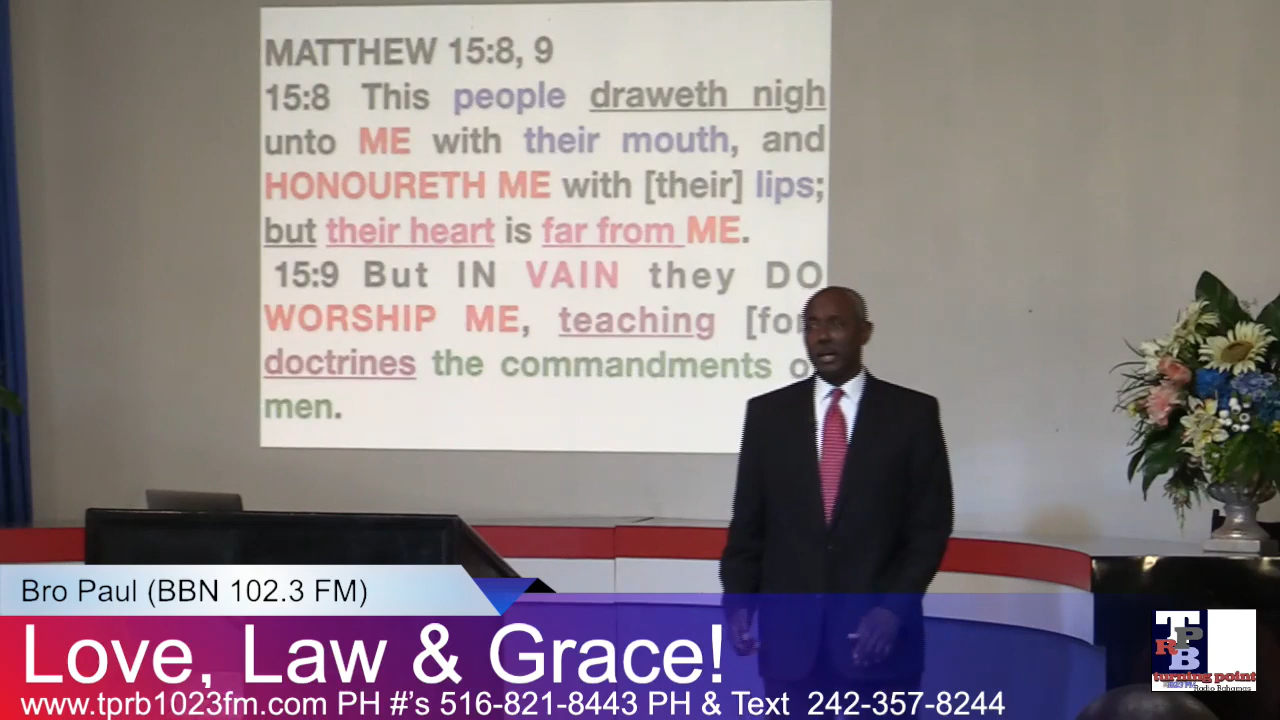 MATTHEW 15:8, 9
15:8 This people draweth nigh
unto ME with their mouth, and
HONOURETH ME with [their] lips;
but their heart is far from ME.
15:9 But IN VAIN they DO
WORSHIP ME, teaching [for
doctrines the commandments o
men.
Bro Paul (BBN 102.3 FM)
Love, Law & Grace!
www.tprb1023fm.com PH #'s 516-821-8443 PH & Text 242-357-8244
TPRB
turning point
Radio Bahamas